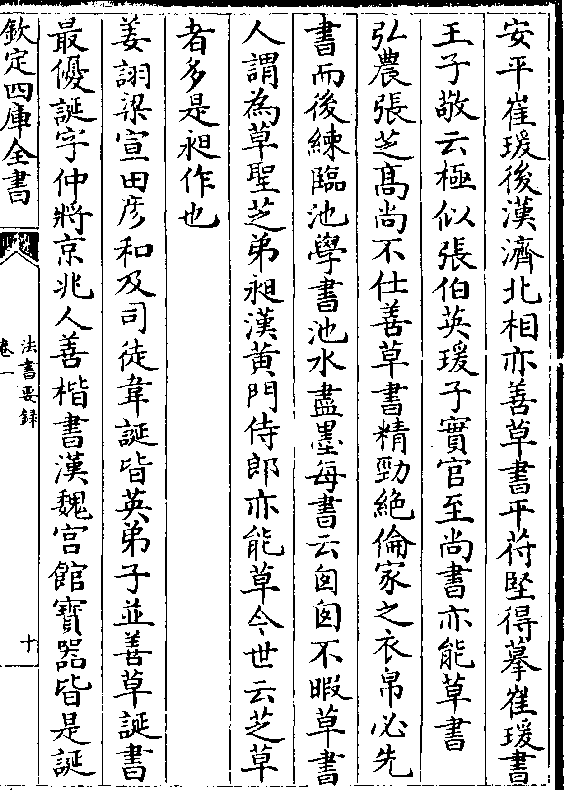 安平崔瑗後漢濟北相亦善草書平苻堅得摹崔瑗書
王子敬云極似張伯英瑗子實官至尚書亦能草書
弘農張芝髙尚不仕善草書精勁絶倫家之衣帛必先
書而後練臨池學書池水盡墨每書云匆匆不暇草書
人謂為草聖芝弟昶漢黄門侍郎亦能草今世云芝草
者多是昶作也
姜詡梁宣田彦和及司徒韋誕皆英弟子並善草誕書
最優誕字仲將京兆人善楷書漢魏宫館寳器皆是誕
欽定四庫全書
法書要録
卷一
十